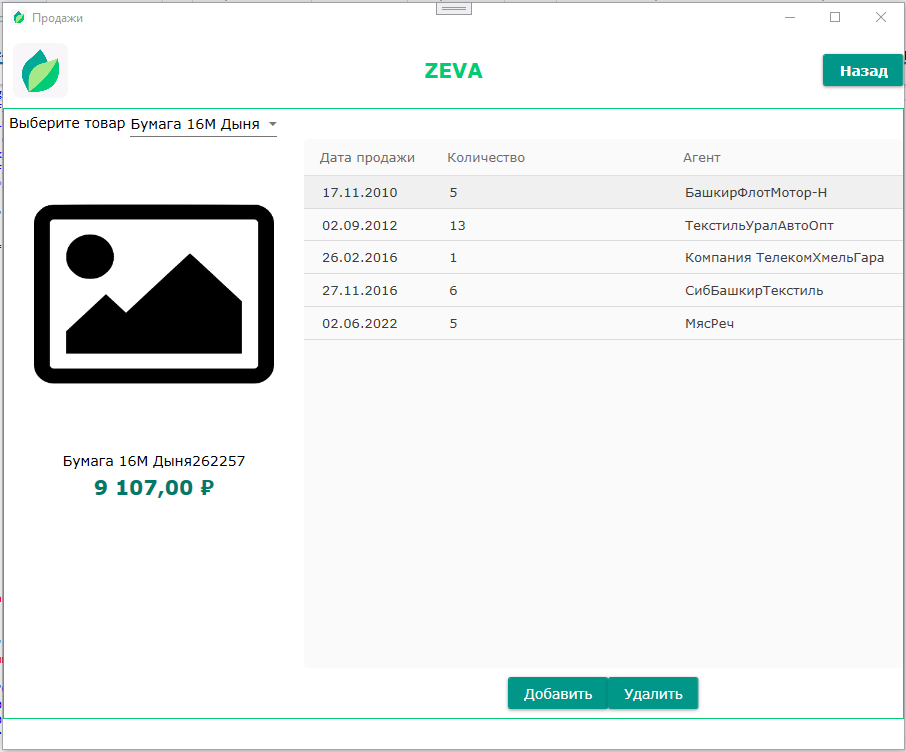 Продажи
ZEVA
Назад
Выберите товар Бумага 16М Дыня
Дата продажи Количество Агент
17.11.2010 5 БашкирФлотМотор-Н
02.09.2012 13 ТекстильУралАвтоОпт
26.02.2016 1 Компания ТелекомХмельГара
27.11.2016 6 СибБашкирТекстиль
02.06.2022 5 МясРеч
Бумага 16М Дыня262257
9 107,00 ₽
Добавить Удалить